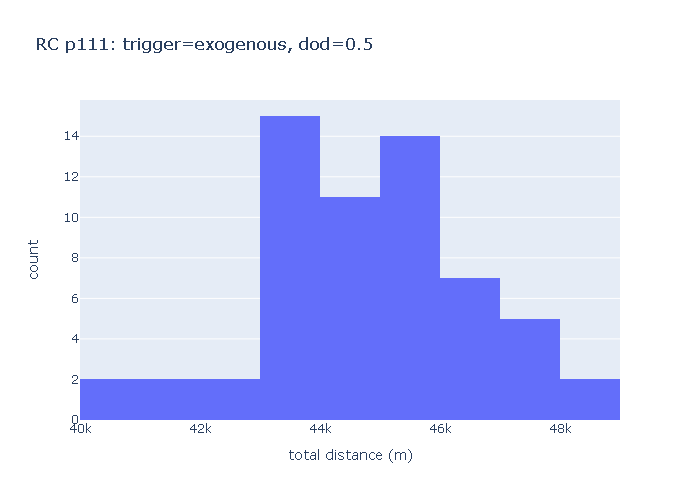 RC p111: trigger=exogenous, dod=0.5
14
12
10
8
6
4
2
0
count
40k 42k 44k 46k 48k
total distance (m)